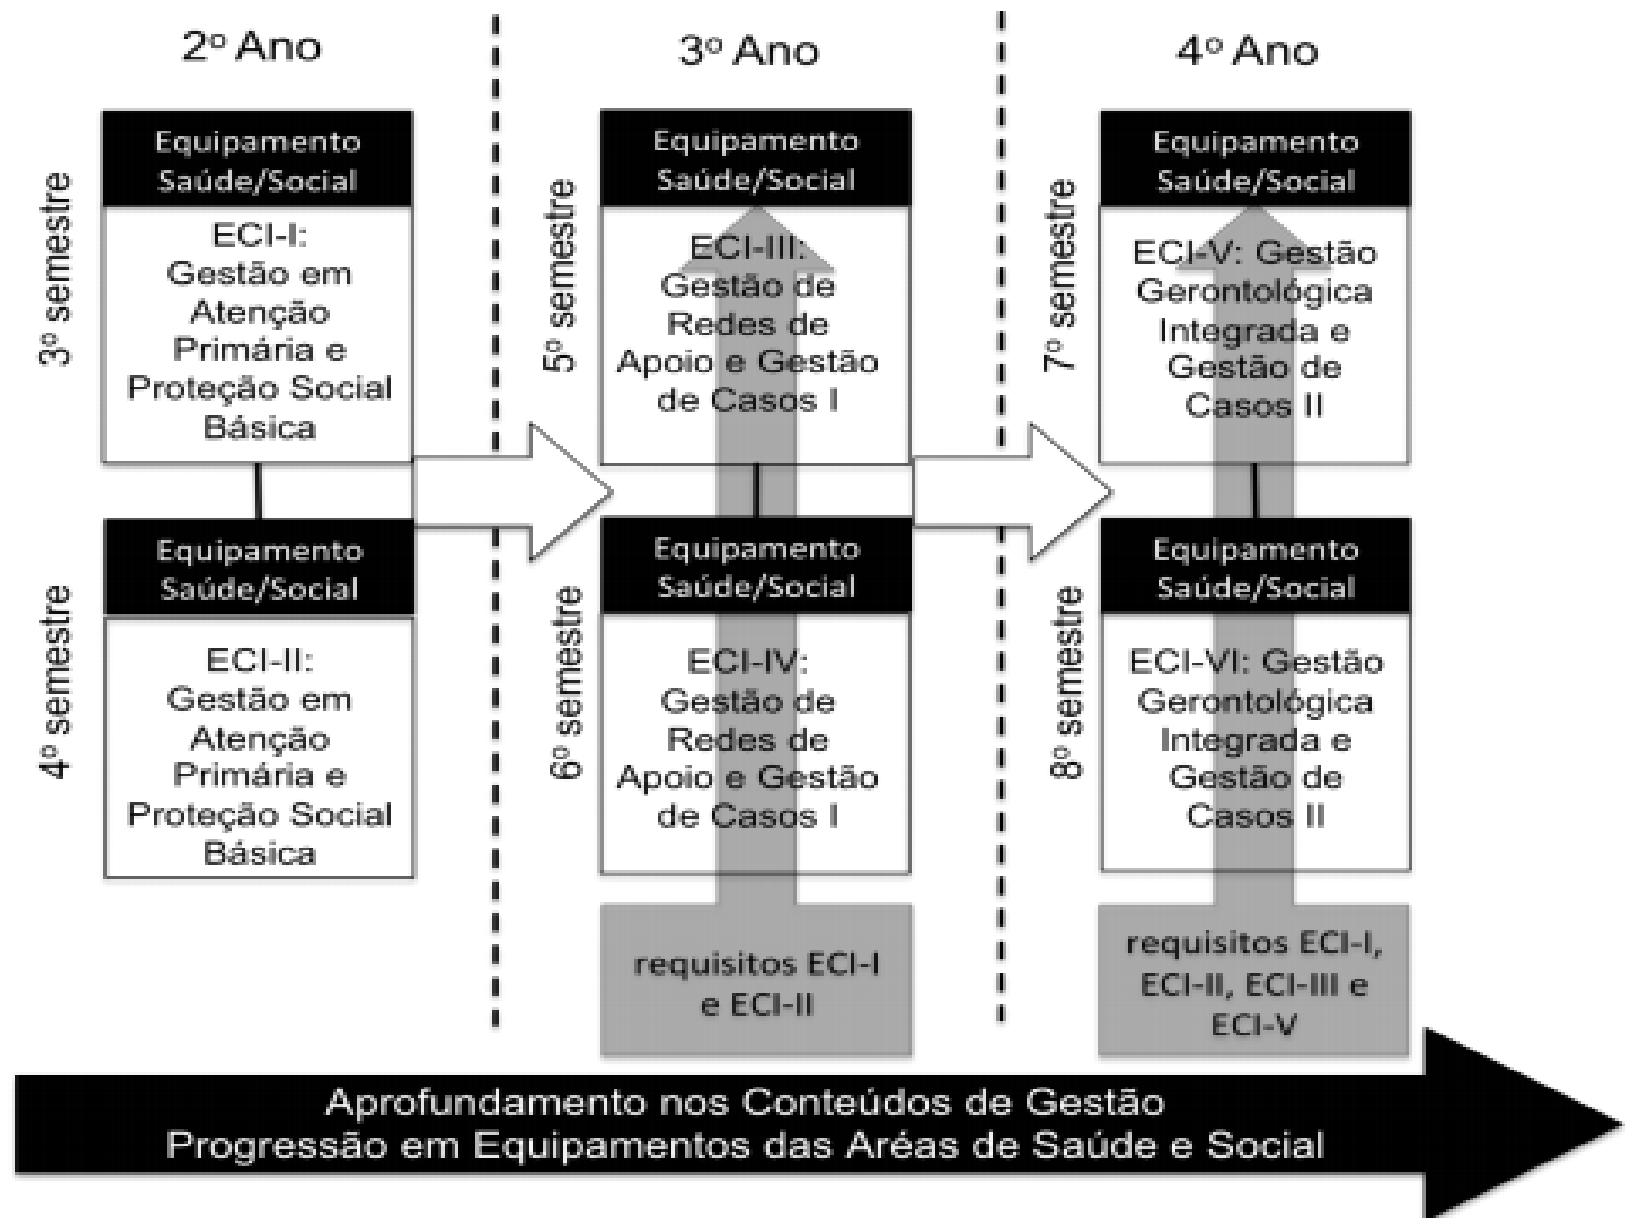 2º Ano
3º semestre
Equipamento
Saúde/Social
ECI-I:
Gestão em
Atenção
Primária e
Proteção Social
Básica
4º semestre
Equipamento
Saúde/Social
ECI-II:
Gestão em
Atenção
Primária e
Proteção Social
Básica
3º Ano
5º semestre
Equipamento
Saúde/Social
ECI-III:
Gestão de
Redes de
Apoio e Gestão
de Casos I
6º semestre
Equipamento
Saúde/Social
ECI-IV:
Gestão de
Redes de
Apoio e Gestão
de Casos I
requisitos ECI-I
e ECI-II
4º Ano
7º semestre
Equipamento
Saúde/Social
ECI-V: Gestão
Gerontológica
Integrada e
Gestão de
Casos II
8º semestre
Equipamento
Saúde/Social
ECI-VI: Gestão
Gerontológica
Integrada e
Gestão de
Casos II
requisitos ECI-I,
ECI-II, ECI-III e
ECI-V
Aprofundamento nos Conteúdos de Gestão
Progressão em Equipamentos das Aréas de Saúde e Social